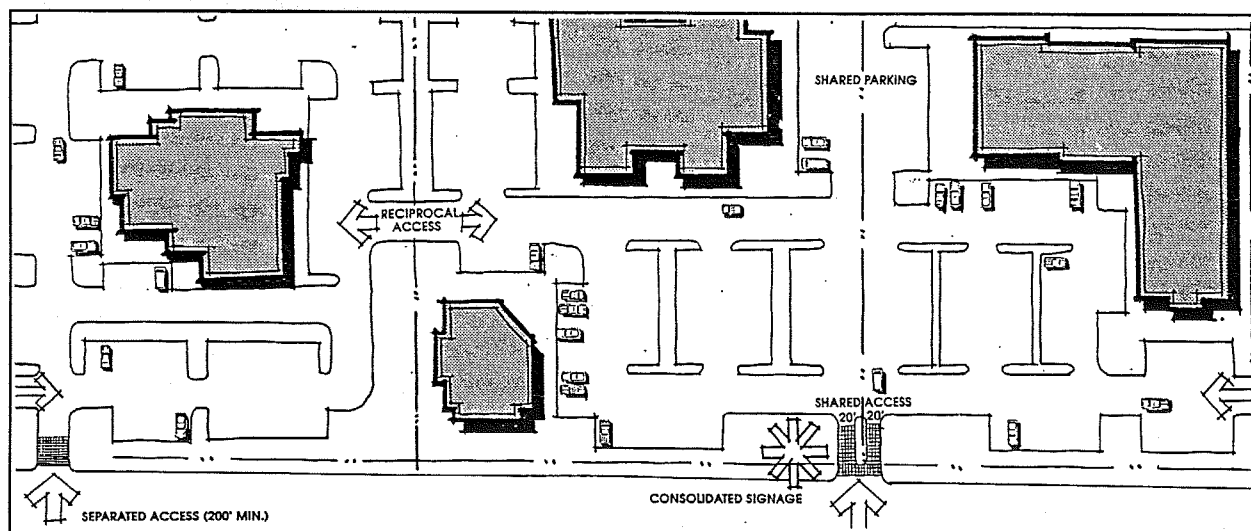 SHARED PARKING
RECIPROCAL
ACCESS
SHARED ACCESS
20' 20'
CONSOLIDATED SIGNAGE
SEPARATED ACCESS (200' MIN.)